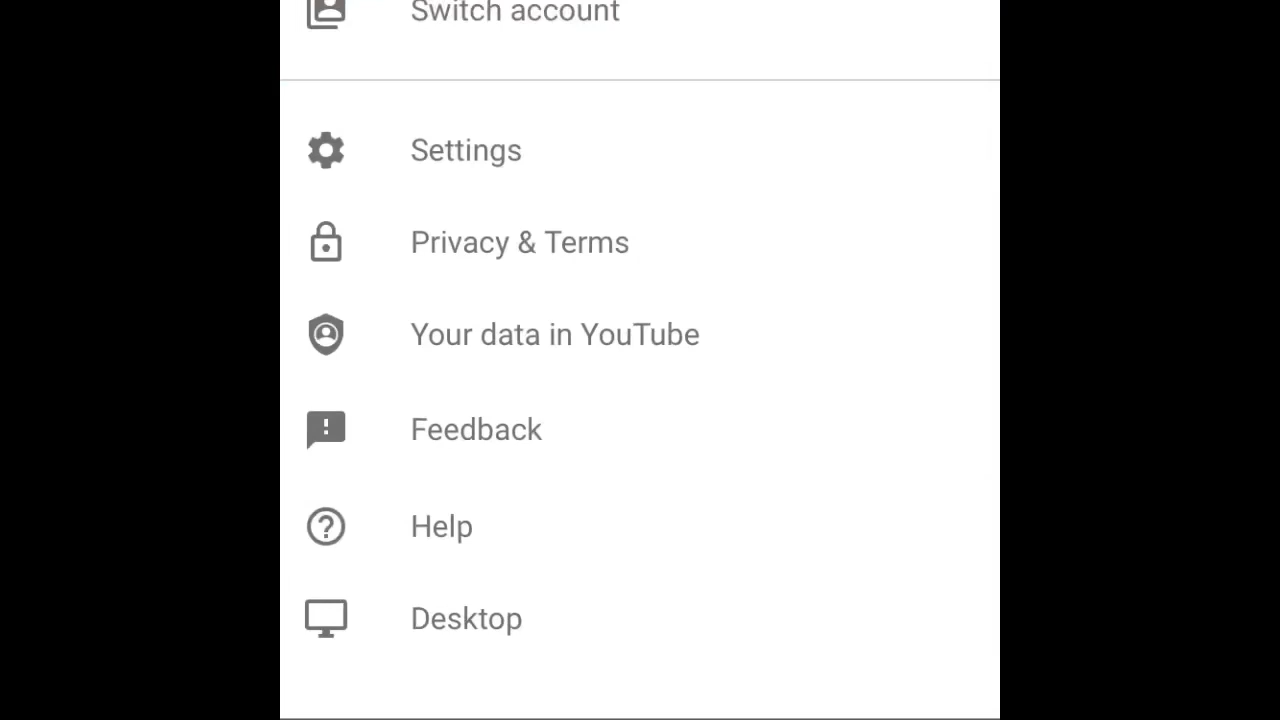 Switch account
Settings
Privacy & Terms
Your data in YouTube
Feedback
Help
Desktop